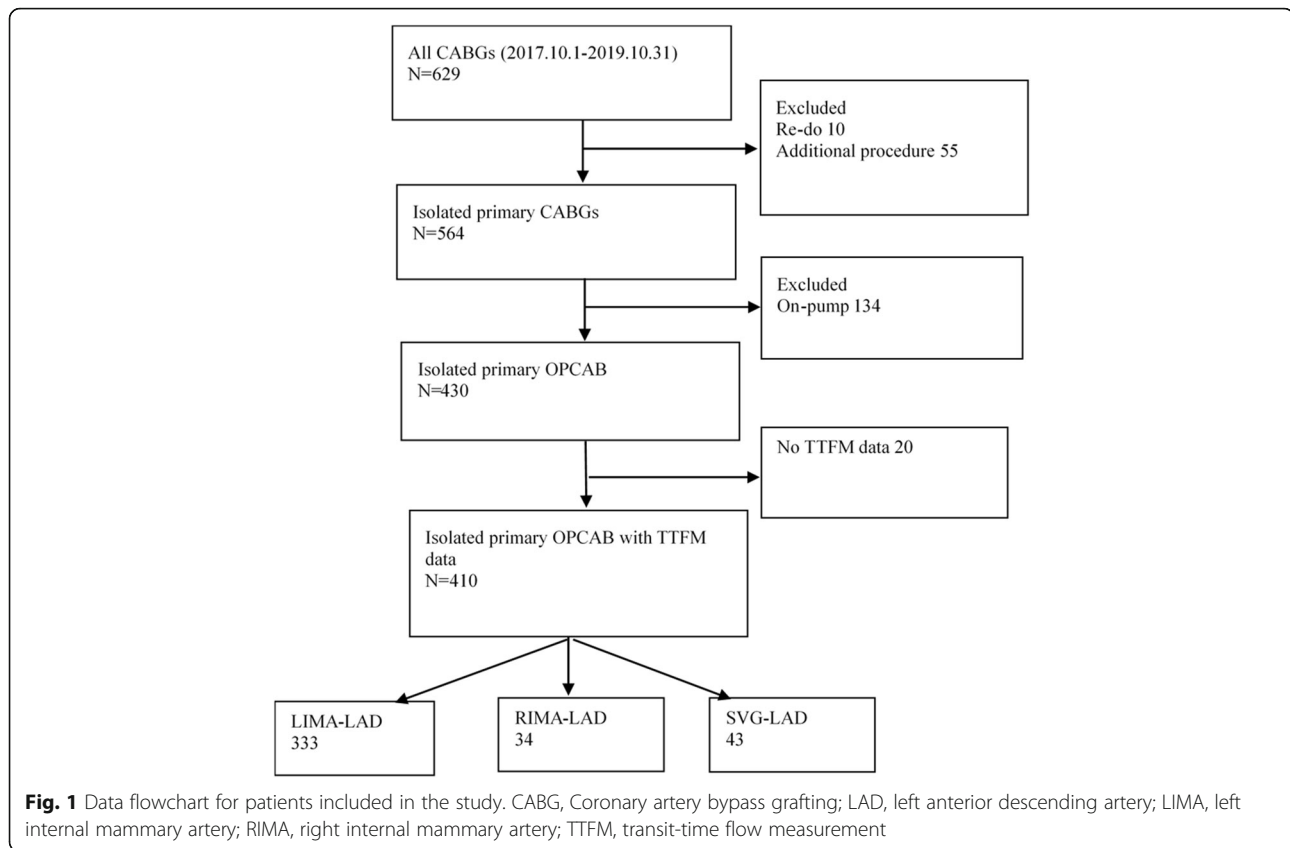 All CABGs (2017.10.1-2019.10.31)
N=629
Excluded
Re-do 10
Additional procedure 55
Isolated primary CABGs
N=564
Excluded
On-pump 134
Isolated primary OPCAB
N=430
No TTFM data 20
Isolated primary OPCAB with TTFM
data
N=410
LIMA-LAD
333
RIMA-LAD
34
SVG-LAD
43
Fig. 1 Data flowchart for patients included in the study. CABG, Coronary artery bypass grafting; LAD, left anterior descending artery; LIMA, left
internal mammary artery; RIMA, right internal mammary artery; TTFM, transit-time flow measurement